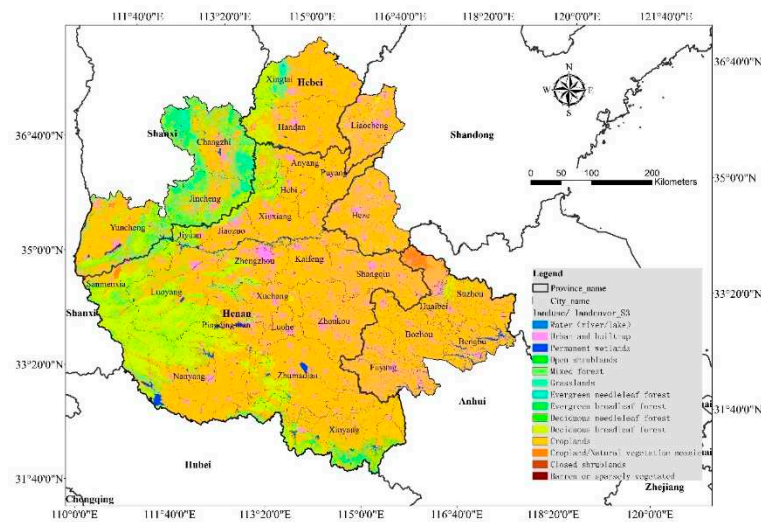 111°40'0"E 113°20'0"E 115°0'0"E 116°40'0"E 118°20'0"E 120°0'0"E 121°40'0"E
36°40'0"N
Xingtai
Hebei
N
W E
S
36°40'0"N
Shanxi
Changzhi
Handan
Liaocheng
Shandong
0 50 100 200
Kilometers
Anyang
Puyang
35°0'0"N
Jincheng
Hebi
Yuncheng
Xinxiang
Heze
Jiyuan
Jiaozuo
35°0'0"N
Zhengzhou
Kaifeng
Sanmenxia
Shangqiu
Luoyang
Suzhou
33°20'0"N
Xuchang
Huaibei
Henan
Pingdingshan
Luohe
Zhoukou
Bozhou
Bengbu
33°20'0"N
Nanyang
Zhumadian
Fuyang
Anhui
31°40'0"N
Xinyang
Hubei
31°40'0"N
Chongqing
Zhejiang
Legend
Province_name
City_name
landuse/ landcover_S3
Water (river/lake)
Urban and built-up
Permanent wetlands
Open shrublands
Mixed forest
Grasslands
Evergreen needleleaf forest
Evergreen broadleaf forest
Deciduous needleleaf forest
Deciduous broadleaf forest
Croplands
Cropland/Natural vegetation mosaic
Closed shrublands
Barren or sparsely vegetated
110°0'0"E 111°40'0"E 113°20'0"E 115°0'0"E 116°40'0"E 118°20'0"E 120°0'0"E